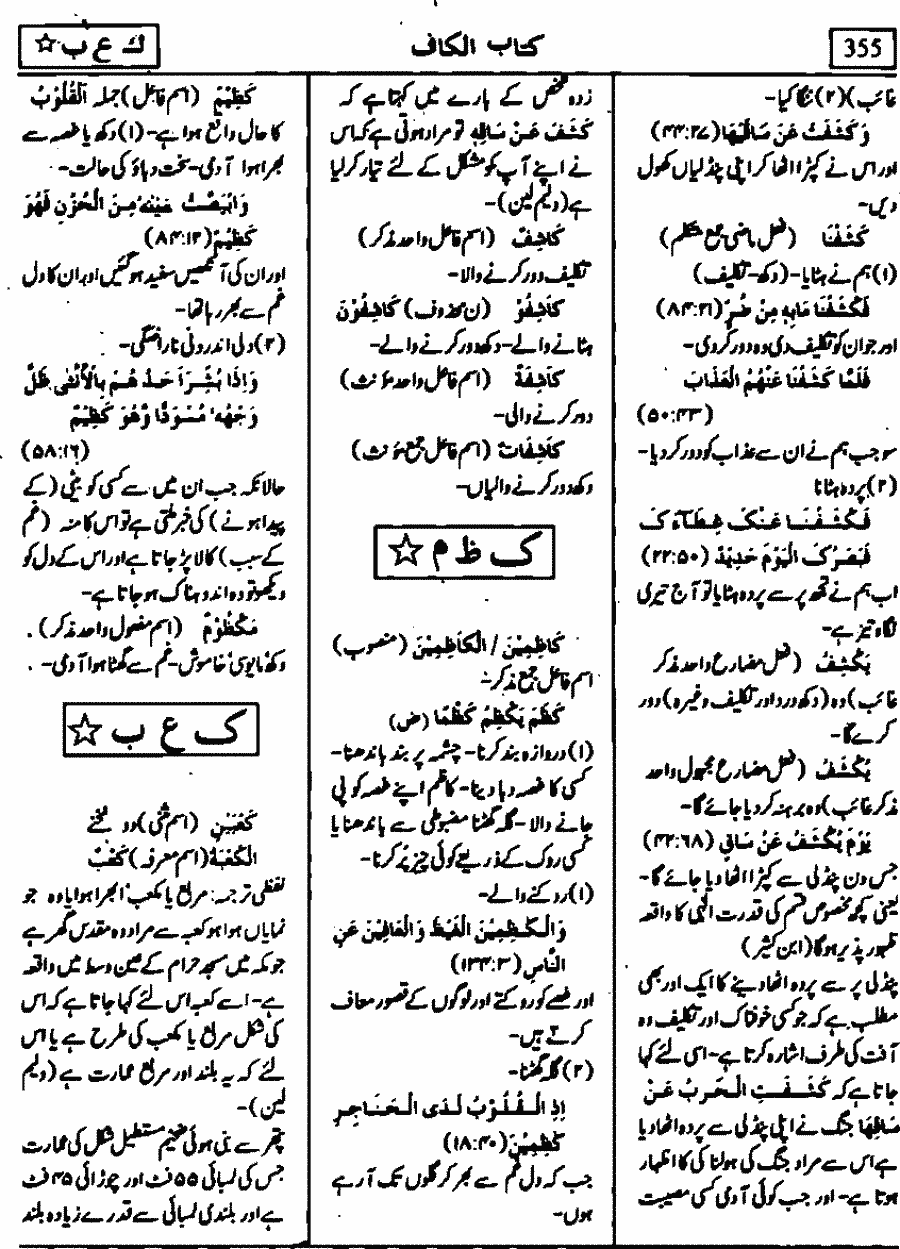 355
کتاب الکاف
ک ع ب ☆
غائب)(۲) ننگا کیا۔
وَكَشَفَتْ عَنْ سَاقَيْهَا (۴۴:۲۷)
اور اس نے کپڑا اٹھا کر اپنی پنڈلیاں کھول
دیں۔
كَشَفْنَا (فعل ماضی جمع متکلم)
(۱) ہم نے ہٹایا۔ (دکھ۔ تکلیف)
فَكَشَفْنَا مَابِهِ مِنْ ضُرٍّ (۸۴:۲۱)
اور جو ان کو تکلیف دی وہ دور کر دی۔
فَلَمَّا كَشَفْنَا عَنْهُمُ الْعَذَابَ
(۵۰:۴۳)
سو جب ہم نے ان سے عذاب کو دور کر دیا۔
(۲) پردہ ہٹانا
فَكَشَفْنَا عَنْكَ غِطَآءَ كَ
فَبَصَرُكَ الْيَوْمَ حَدِيْدٌ (۲۲:۵۰)
اب ہم نے تجھ پر سے پردہ ہٹایا تو آج تیری
نگاہ تیز ہے۔
يَكْشِفُ (فعل مضارع واحد مذکر
غائب) وہ (دکھ درد اور تکلیف وغیرہ) دور
کرے گا۔
يُكْشَفُ (فعل مضارع مجہول واحد
مذکر غائب) وہ برہنہ کر دیا جائے گا۔
يَوْمَ يُكْشَفُ عَنْ سَاقٍ (۴۲:۶۸)
جس دن پنڈلی سے کپڑا اٹھا دیا جائے گا۔
یعنی کچھ مخصوص قسم کی قدرت الٰہی کا واقعہ
ظہور پذیر ہوگا (ابن کثیر)
پنڈلی پر سے پردہ اٹھا دینے کا ایک اور بھی
مطلب ہے کہ جو کسی خوفناک اور تکلیف دہ
آفت کی طرف اشارہ کرتا ہے۔ اسی لئے کہا
جاتا ہے کہ كَشَفَتِ الْحَرْبُ عَنْ
سَاقِهَا جنگ نے اپنی پنڈلی سے پردہ اٹھا دیا
ہے اس سے مراد جنگ کی ہولناکی کا اظہار
ہوتا ہے۔ اور جب کوئی آدمی کسی مصیبت
زدہ شخص کے بارے میں کہتا ہے کہ
كَشَفَ عَنْ سَاقِهِ تو مراد ہوتی ہے کہ اس
نے اپنے آپ کو مشکل کے لئے تیار کر لیا
ہے (ولیم لین)۔
كَاشِفٌ (اسم فاعل واحد مذکر)
تکلیف دور کرنے والا۔
كَاشِفُوْ (ن محذوف) كَاشِفُوْنَ
ہٹانے والے۔ دکھ دور کرنے والے۔
كَاشِفَةٌ (اسم فاعل واحد مؤنث)
دور کرنے والی۔
كَاشِفَاتٌ (اسم فاعل جمع مؤنث)
دکھ دور کرنے والیاں۔
ک ظ م ☆
كَاظِمِيْنَ / الْكَاظِمِيْنَ (منصوب)
اسم فاعل جمع مذکر۔
كَظَمَ يَكْظِمُ كَظْمًا (ض)
(۱) دروازہ بند کرنا۔ چشمہ پر بند باندھنا۔
کسی کا غصہ دبا دینا۔ کاظم اپنے غصہ کو پی
جانے والا۔ گلہ گھٹنا مضبوطی سے باندھنا یا
کسی روک کے ذریعے کوئی چیز پُر کرنا۔
(۱) روکنے والے۔
وَالْكٰظِمِيْنَ الْغَيْظَ وَالْعَافِيْنَ عَنِ
النَّاسِ (۱۳۴:۳)
اور غصے کو روکتے اور لوگوں کے قصور معاف
کرتے ہیں۔
(۲) گلہ گھٹنا۔
اِذِ الْقُلُوْبُ لَدَى الْحَنَاجِرِ
كٰظِمِيْنَ (۱۸:۴۰)
جب کہ دل غم سے بھر کر گلوں تک آ رہے
ہوں۔
كَظِيْمٌ (اسم فاعل) جملہ اَلْقُلُوْبُ
کا حال واقع ہوا ہے۔ (۱) دکھ یا غصہ سے
بھرا ہوا آدمی۔ سخت دباؤ کی حالت۔
وَابْيَضَّتْ عَيْنٰهُ مِنَ الْحُزْنِ فَهُوَ
كَظِيْمٌ (۸۴:۱۲)
اور ان کی آنکھیں سفید ہو گئیں اور ان کا دل
غم سے بھر رہا تھا۔
(۲) دلی اندرونی ناراضگی۔
وَاِذَا بُشِّرَ اَحَدُ هُمْ بِالْاُنْثٰى ظَلَّ
وَجْهُهٗ مُسْوَدًّا وَّهُوَ كَظِيْمٌ
(۵۸:۱۶)
حالانکہ جب ان میں سے کسی کو بیٹی (کے
پیدا ہونے) کی خبر ملتی ہے تو اس کا منہ (غم
کے سبب) کالا پڑ جاتا ہے اور اس کے دل کو
دیکھو تو وہ اندوہناک ہو جاتا ہے۔
مَكْظُوْمٌ (اسم مفعول واحد مذکر)۔
دکھ' مایوسی' خاموش۔ غم سے گھٹا ہوا آدمی۔
ک ع ب ☆
كَعْبَيْنِ (اسم مثنی) دو ٹخنے
الْكَعْبَةُ (اسم معرفہ) كَعْبٌ
لفظی ترجمہ: مربع یا مکعب' ابھرا ہوا یا وہ جو
نمایاں ہوا ہو کعبہ سے مراد وہ مقدس گھر ہے
جو مکہ میں مسجد حرام کے عین وسط میں واقعہ
ہے۔ اسے کعبہ اس لئے کہا جاتا ہے کہ اس
کی شکل مربع یا مکعب کی طرح ہے یا اس
لئے کہ یہ بلند اور مربع عمارت ہے (ولیم
لین)۔
پتھر سے بنی ہوئی ضخیم مستطیل شکل کی عمارت
جس کی لمبائی ۵۵ فٹ اور چوڑائی ۴۵ فٹ
ہے اور بلندی لمبائی سے قدرے زیادہ بلند